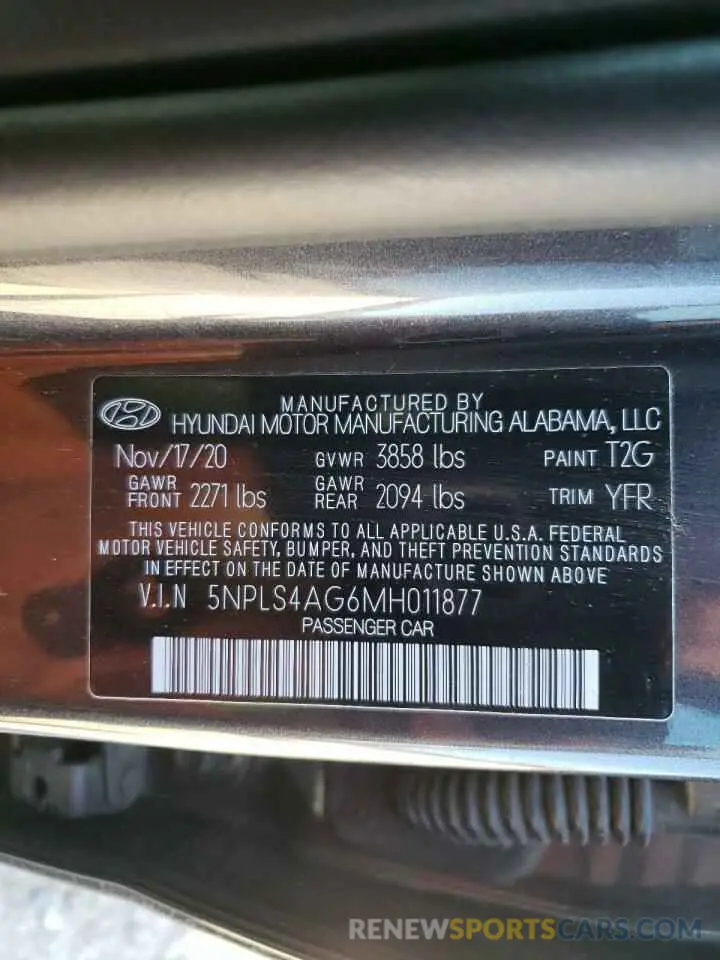 MANUFACTURED BY
HYUNDAI MOTOR MANUFACTURING ALABAMA, LLC
Nov/17/20 GVWR 3858 lbs PAINT T2G
GAWR FRONT 2271 lbs GAWR REAR 2094 lbs TRIM YFR
THIS VEHICLE CONFORMS TO ALL APPLICABLE U.S.A. FEDERAL
MOTOR VEHICLE SAFETY, BUMPER, AND THEFT PREVENTION STANDARDS
IN EFFECT ON THE DATE OF MANUFACTURE SHOWN ABOVE
V.I.N 5NPLS4AG6MH011877
PASSENGER CAR
RENEWSPORTSCARS.COM